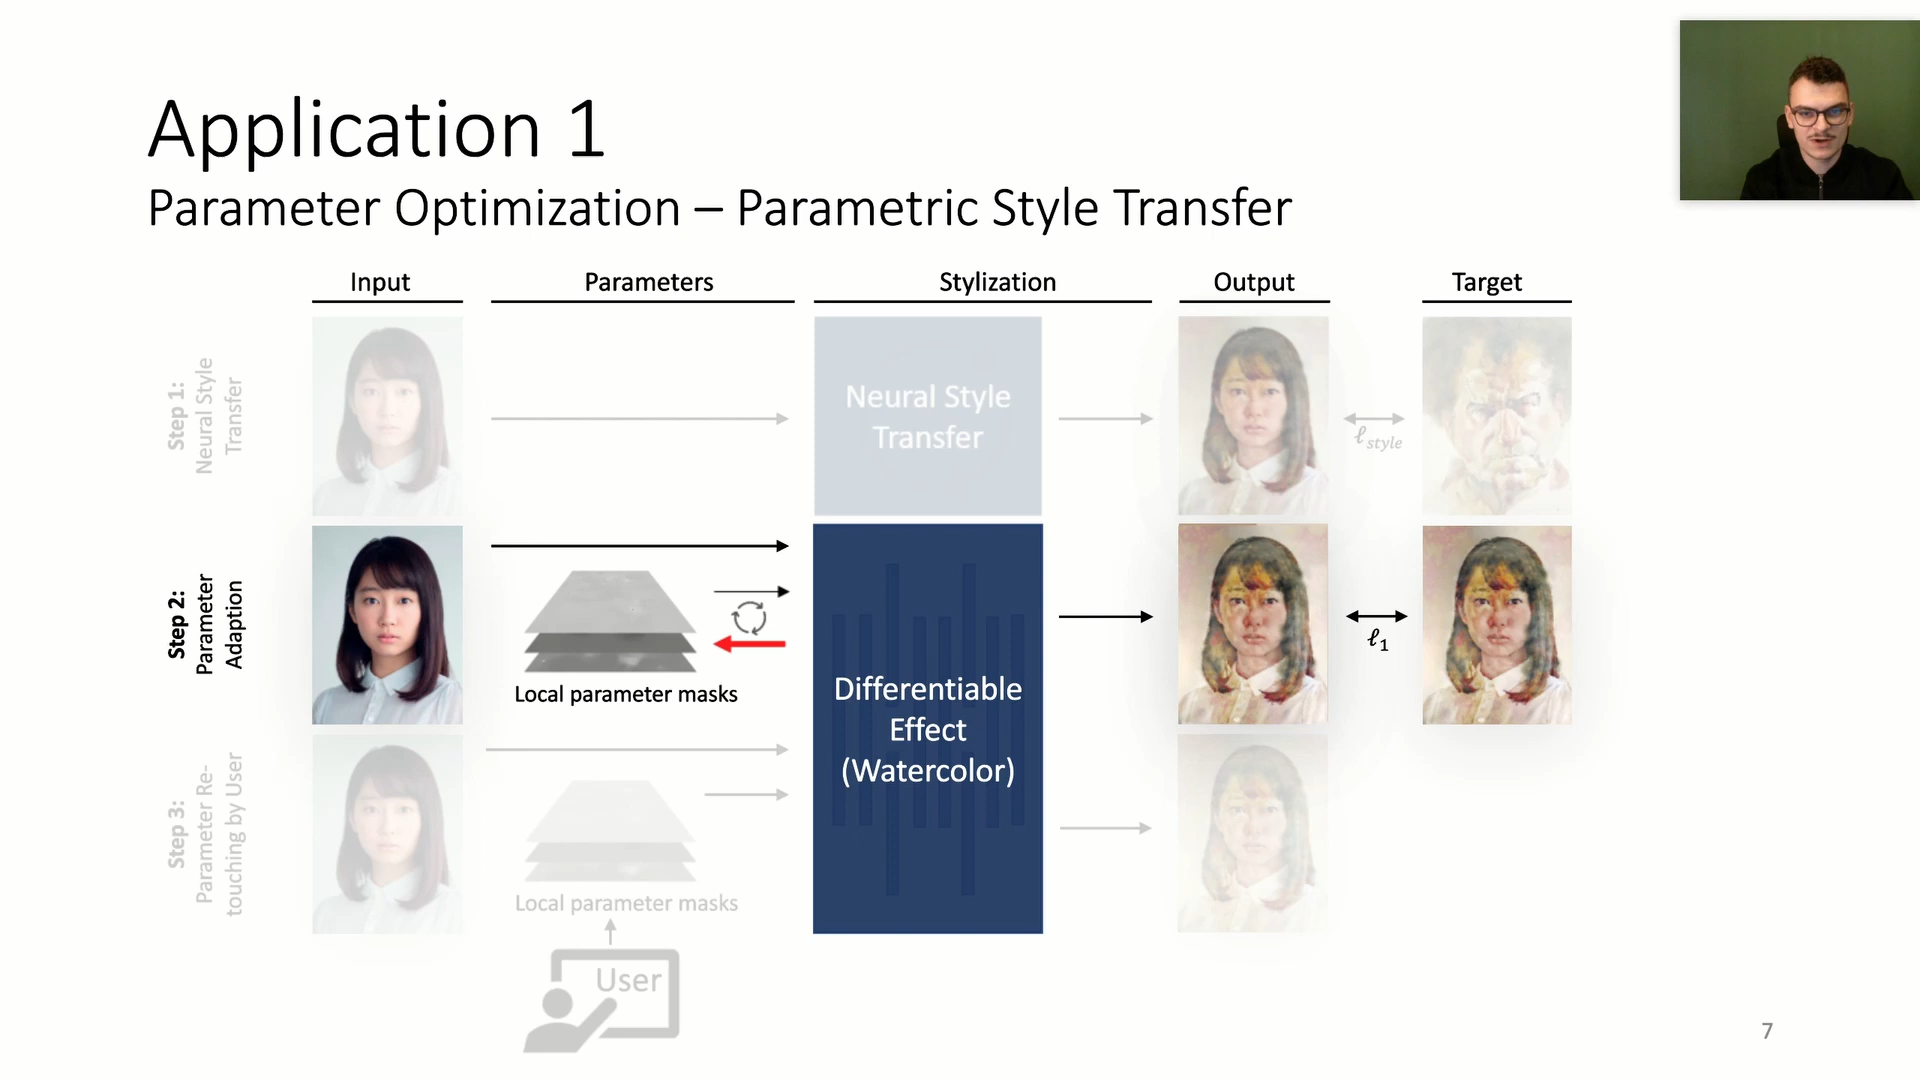 Application 1
Parameter Optimization – Parametric Style Transfer
Input
Parameters
Stylization
Output
Target
Step 1:
Neural Style
Transfer
Neural Style
Transfer
ℓstyle
Step 2:
Parameter
Adaption
Local parameter masks
Differentiable
Effect
(Watercolor)
ℓ1
Step 3:
Parameter Re-
touching by User
Local parameter masks
User
7